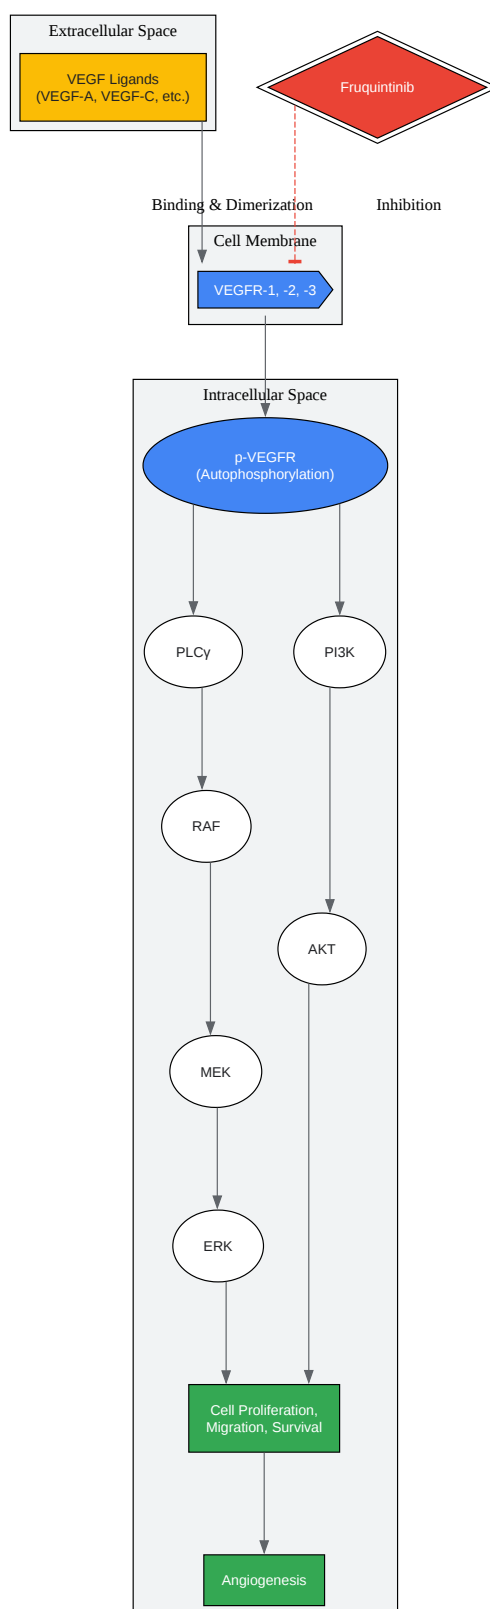 Extracellular Space
VEGF Ligands
(VEGF-A, VEGF-C, etc.)
Fruquintinib
Binding & Dimerization
Inhibition
Cell Membrane
VEGFR-1, -2, -3
Intracellular Space
p-VEGFR
(Autophosphorylation)
PLCγ
PI3K
RAF
AKT
MEK
ERK
Cell Proliferation,
Migration, Survival
Angiogenesis